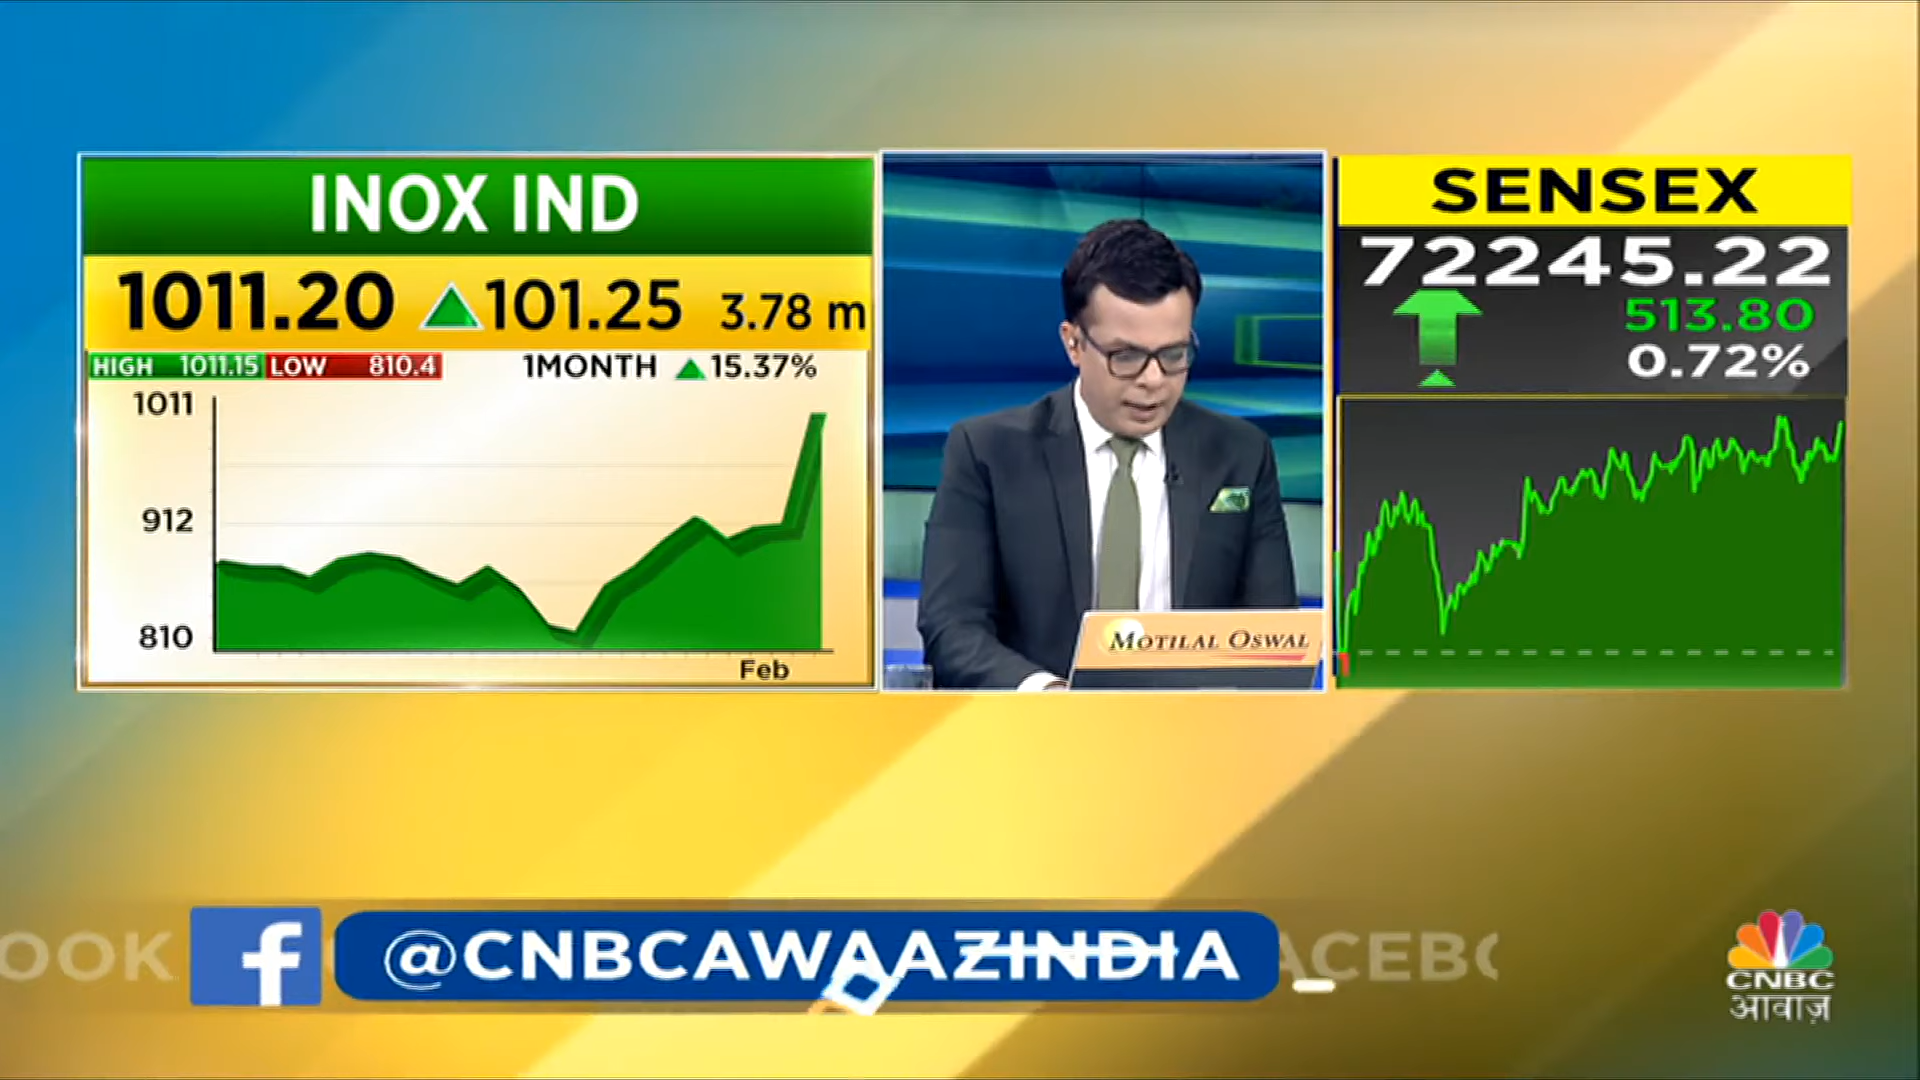 INOX IND
1011.20 ▲101.25 3.78 m
HIGH 1011.15 LOW 810.4 1MONTH ▲15.37%
1011
912
810
Feb
MOTILAL OSWAL
SENSEX
72245.22
513.80
0.72%
OOK f @CNBCAWAAZINDIA ACEBO
CNBC
आवाज़